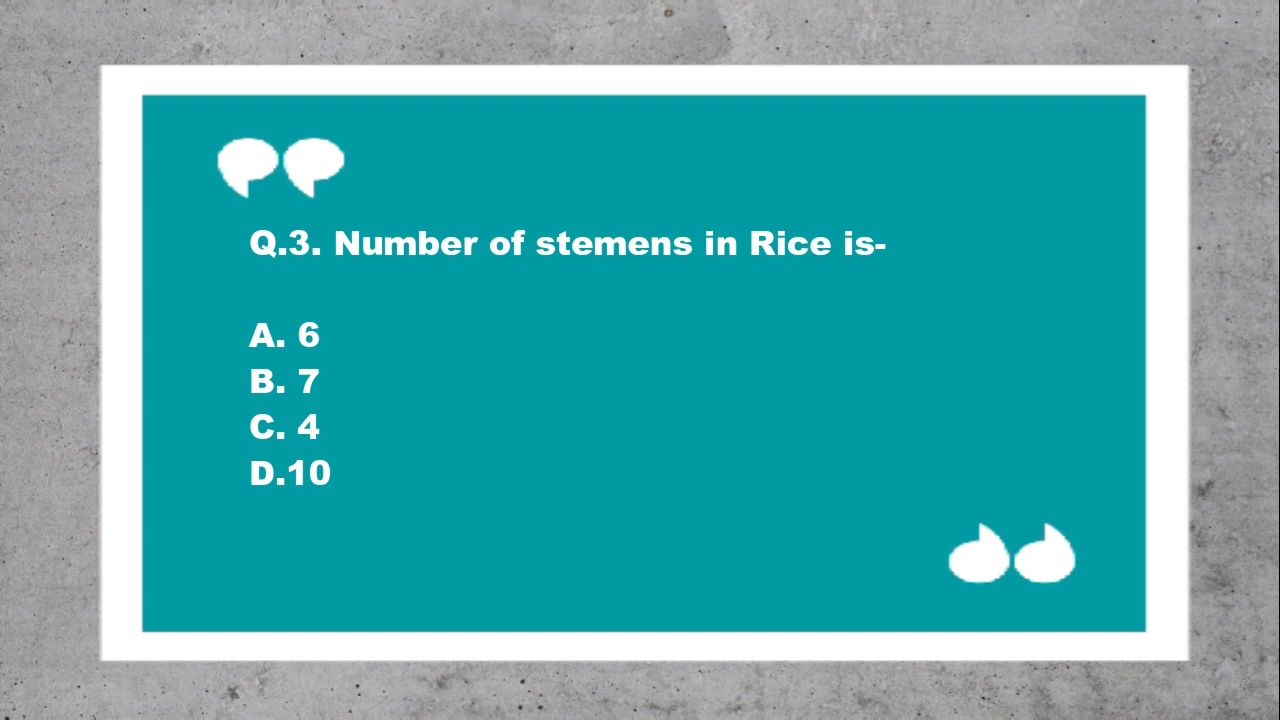 Q.3. Number of stemens in Rice is-
A. 6
B. 7
C. 4
D.10